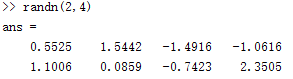 >> randn(2,4)
ans =
0.5525 1.5442 -1.4916 -1.0616
1.1006 0.0859 -0.7423 2.3505